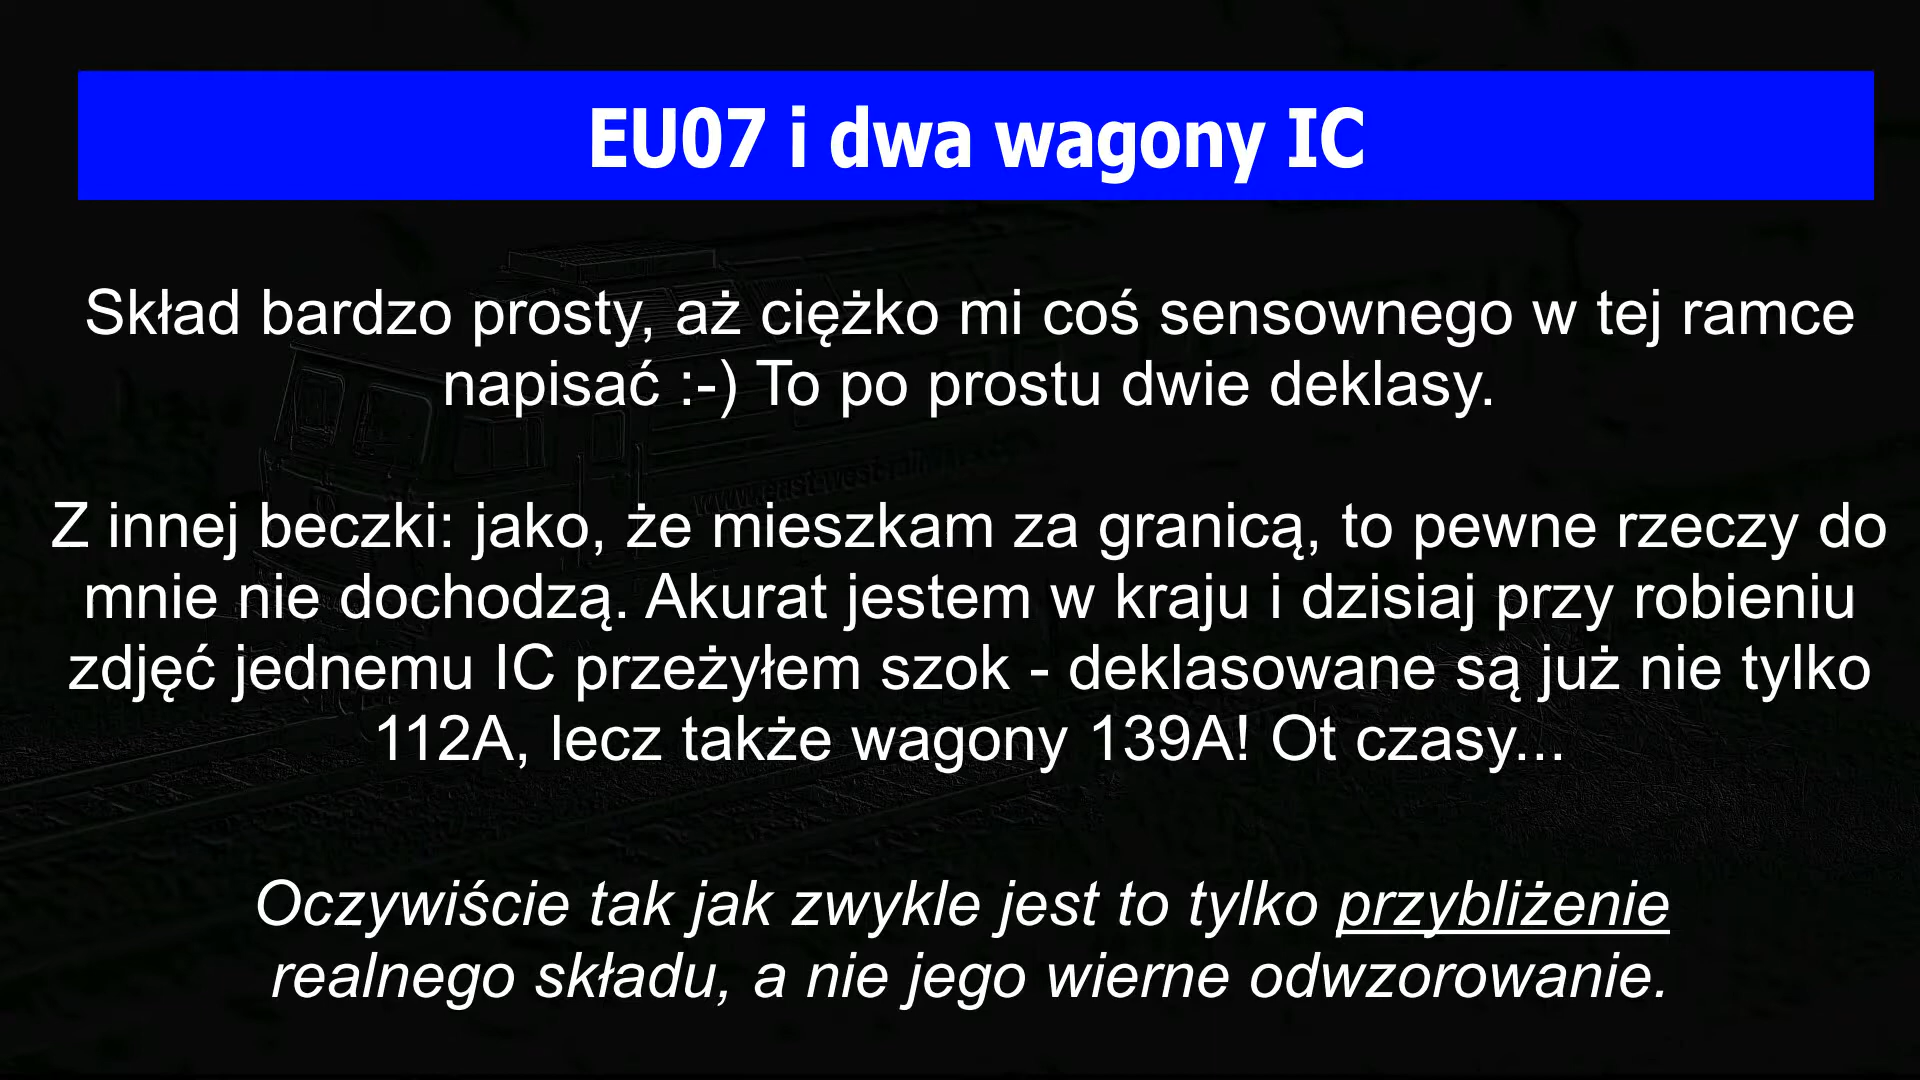 EU07 i dwa wagony IC
Skład bardzo prosty, aż ciężko mi coś sensownego w tej ramce
napisać :-) To po prostu dwie deklasy.
Z innej beczki: jako, że mieszkam za granicą, to pewne rzeczy do
mnie nie dochodzą. Akurat jestem w kraju i dzisiaj przy robieniu
zdjęć jednemu IC przeżyłem szok - deklasowane są już nie tylko
112A, lecz także wagony 139A! Ot czasy...
Oczywiście tak jak zwykle jest to tylko przybliżenie
realnego składu, a nie jego wierne odwzorowanie.